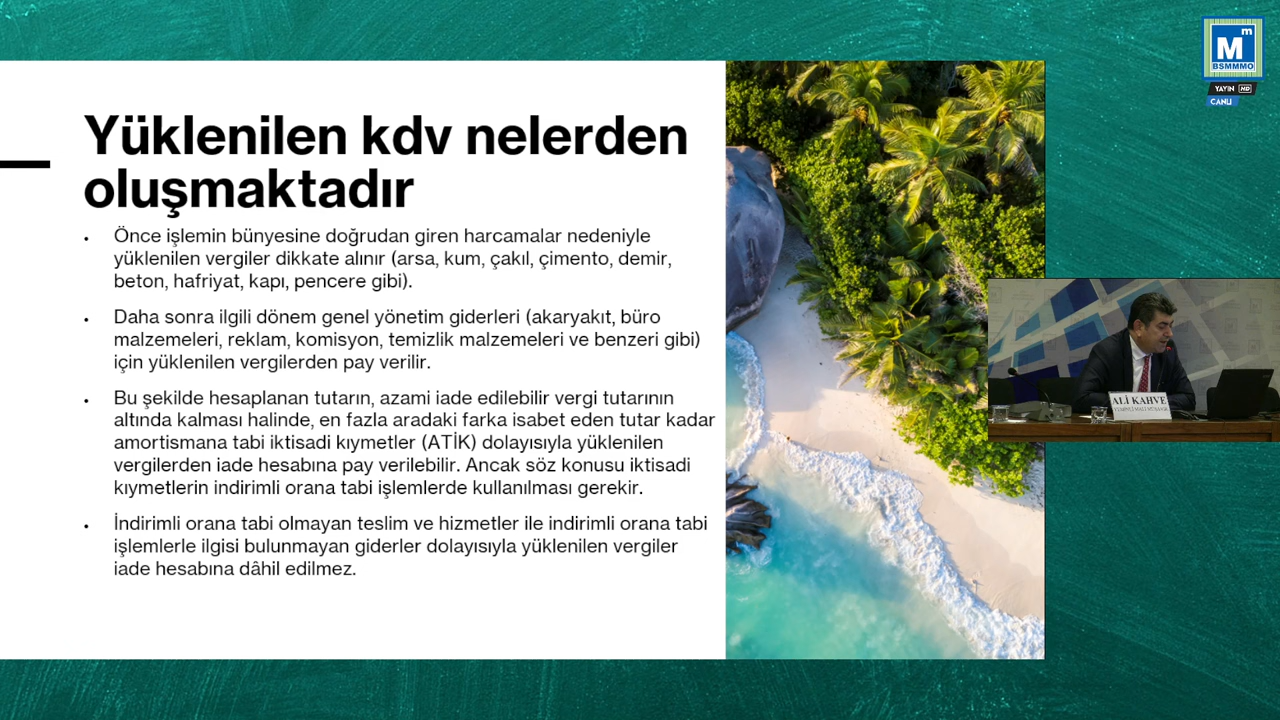 Yüklenilen kdv nelerden
oluşmaktadır
• Önce işlemin bünyesine doğrudan giren harcamalar nedeniyle
yüklenilen vergiler dikkate alınır (arsa, kum, çakıl, çimento, demir,
beton, hafriyat, kapı, pencere gibi).
• Daha sonra ilgili dönem genel yönetim giderleri (akaryakıt, büro
malzemeleri, reklam, komisyon, temizlik malzemeleri ve benzeri gibi)
için yüklenilen vergilerden pay verilir.
• Bu şekilde hesaplanan tutarın, azami iade edilebilir vergi tutarının
altında kalması halinde, en fazla aradaki farka isabet eden tutar kadar
amortismana tabi iktisadi kıymetler (ATİK) dolayısıyla yüklenilen
vergilerden iade hesabına pay verilebilir. Ancak söz konusu iktisadi
kıymetlerin indirimli orana tabi işlemlerde kullanılması gerekir.
• İndirimli orana tabi olmayan teslim ve hizmetler ile indirimli orana tabi
işlemlerle ilgisi bulunmayan giderler dolayısıyla yüklenilen vergiler
iade hesabına dâhil edilmez.
Mm
BSMMMO
YAYIN HD
CANLI
ALİ KAHVE
YEMİNLİ MALİ MÜŞAVİR